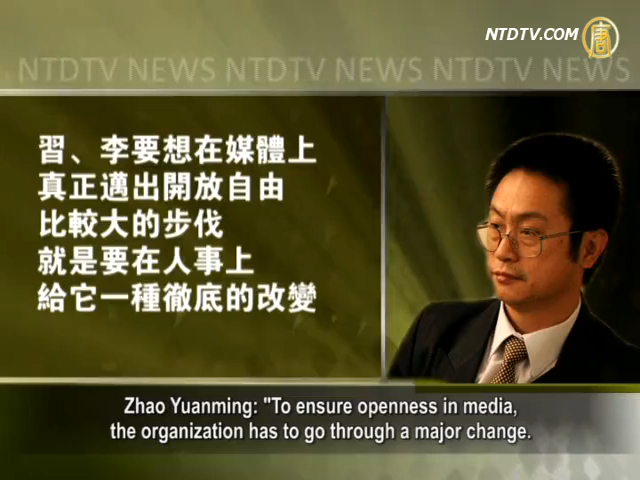 NTDTV.COM
唐
NTDTV NEWS NTDTV NEWS NTDTV NEWS
習、李要想在媒體上
真正邁出開放自由
比較大的步伐
就是要在人事上
給它一種徹底的改變
Zhao Yuanming: "To ensure openness in media,
the organization has to go through a major change.